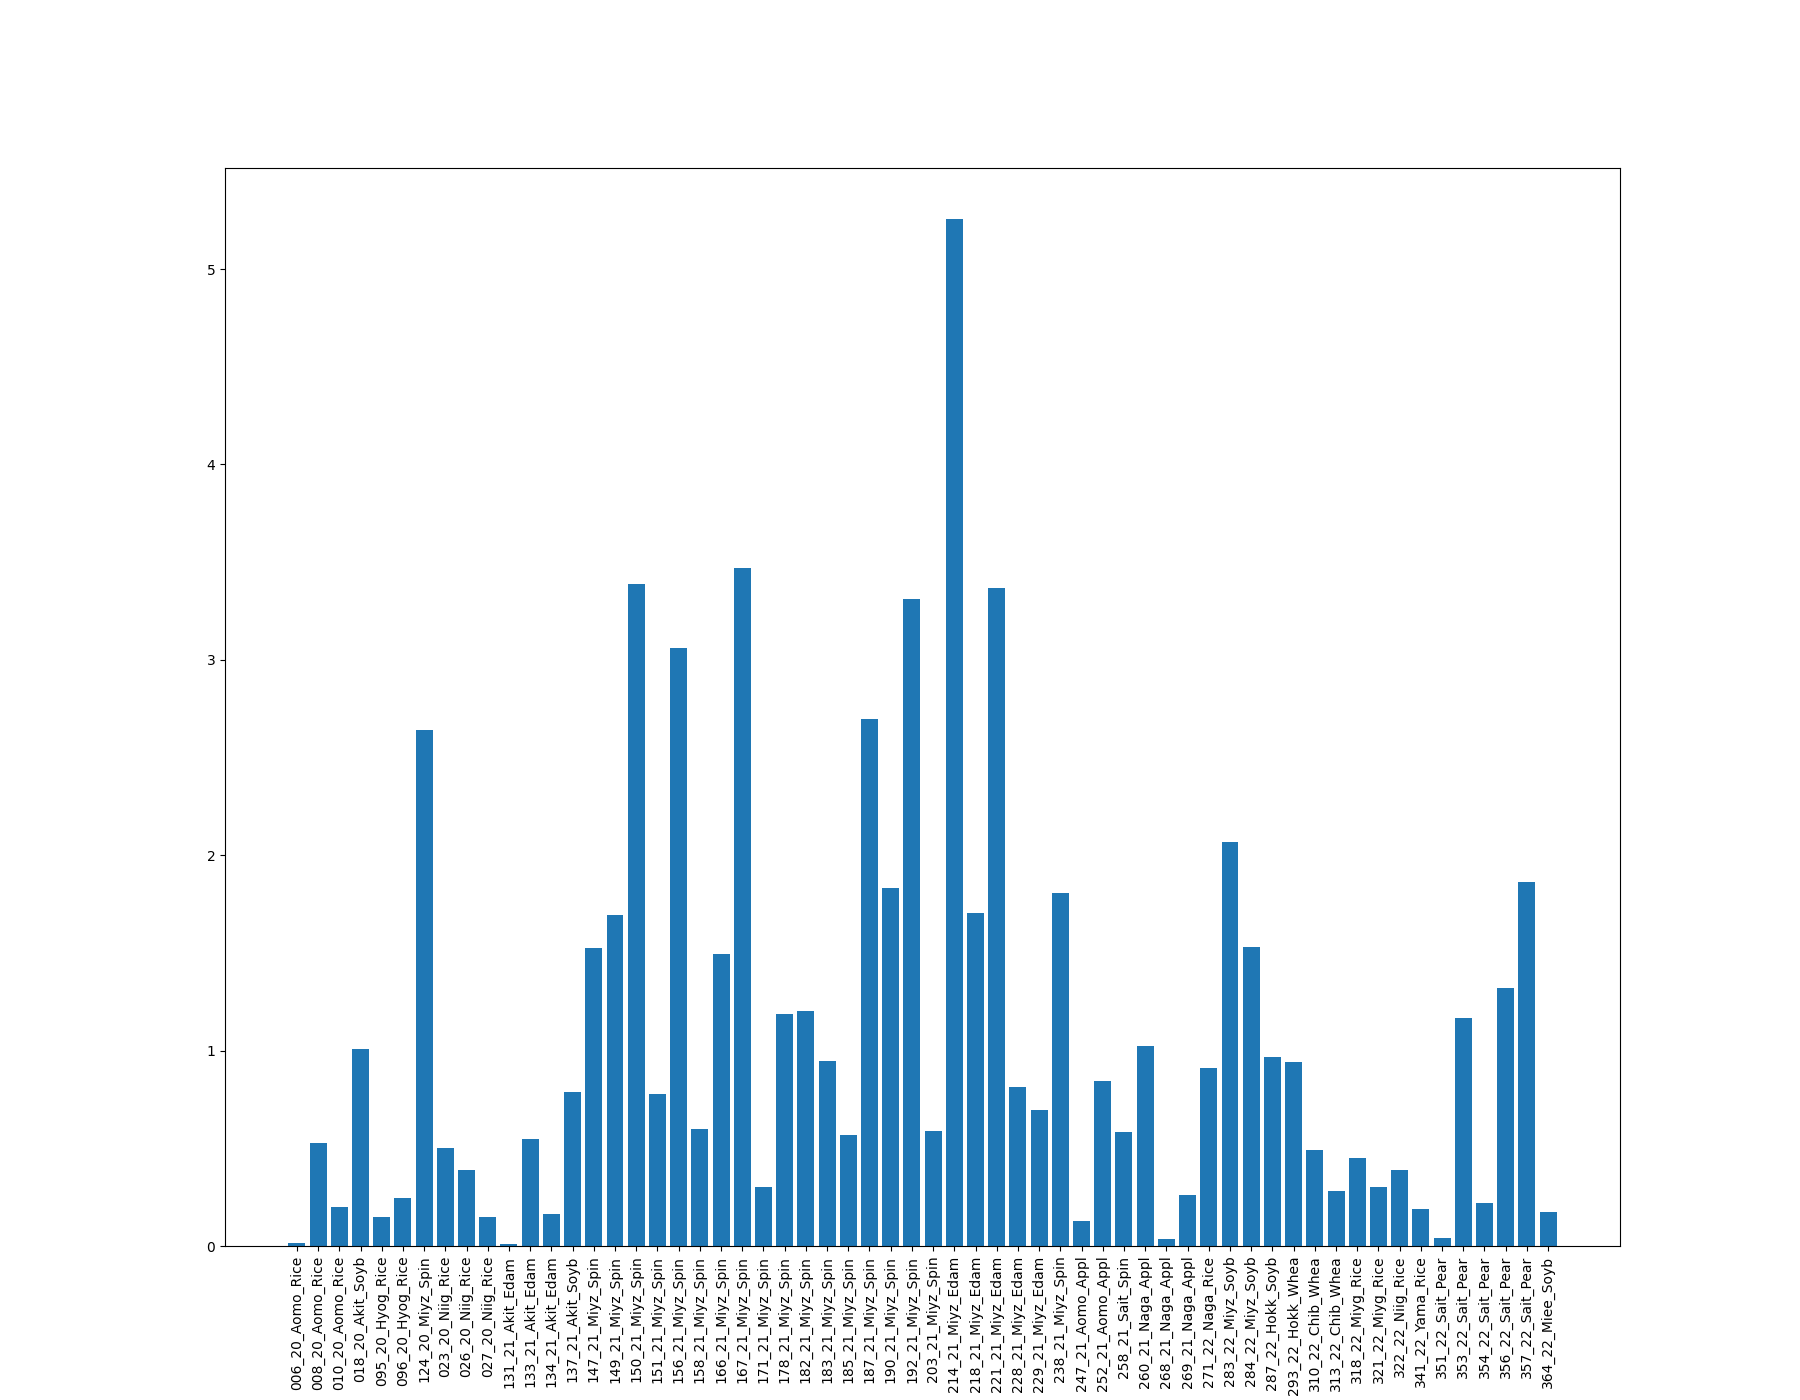 5
4
3
2
1
0
006_20_Aomo_Rice
008_20_Aomo_Rice
010_20_Aomo_Rice
018_20_Akit_Soyb
095_20_Hyog_Rice
096_20_Hyog_Rice
124_20_Miyz_Spin
023_20_Niig_Rice
026_20_Niig_Rice
027_20_Niig_Rice
131_21_Akit_Edam
133_21_Akit_Edam
134_21_Akit_Edam
137_21_Akit_Soyb
147_21_Miyz_Spin
149_21_Miyz_Spin
150_21_Miyz_Spin
151_21_Miyz_Spin
156_21_Miyz_Spin
158_21_Miyz_Spin
166_21_Miyz_Spin
167_21_Miyz_Spin
171_21_Miyz_Spin
178_21_Miyz_Spin
182_21_Miyz_Spin
183_21_Miyz_Spin
185_21_Miyz_Spin
187_21_Miyz_Spin
190_21_Miyz_Spin
192_21_Miyz_Spin
203_21_Miyz_Spin
214_21_Miyz_Edam
218_21_Miyz_Edam
221_21_Miyz_Edam
228_21_Miyz_Edam
229_21_Miyz_Edam
238_21_Miyz_Spin
247_21_Aomo_Appl
252_21_Aomo_Appl
258_21_Sait_Spin
260_21_Naga_Appl
268_21_Naga_Appl
269_21_Naga_Appl
271_22_Naga_Rice
283_22_Miyz_Soyb
284_22_Miyz_Soyb
287_22_Hokk_Soyb
293_22_Hokk_Whea
310_22_Chib_Whea
313_22_Chib_Whea
318_22_Miyg_Rice
321_22_Miyg_Rice
322_22_Niig_Rice
341_22_Yama_Rice
351_22_Sait_Pear
353_22_Sait_Pear
354_22_Sait_Pear
356_22_Sait_Pear
357_22_Sait_Pear
364_22_Miee_Soyb